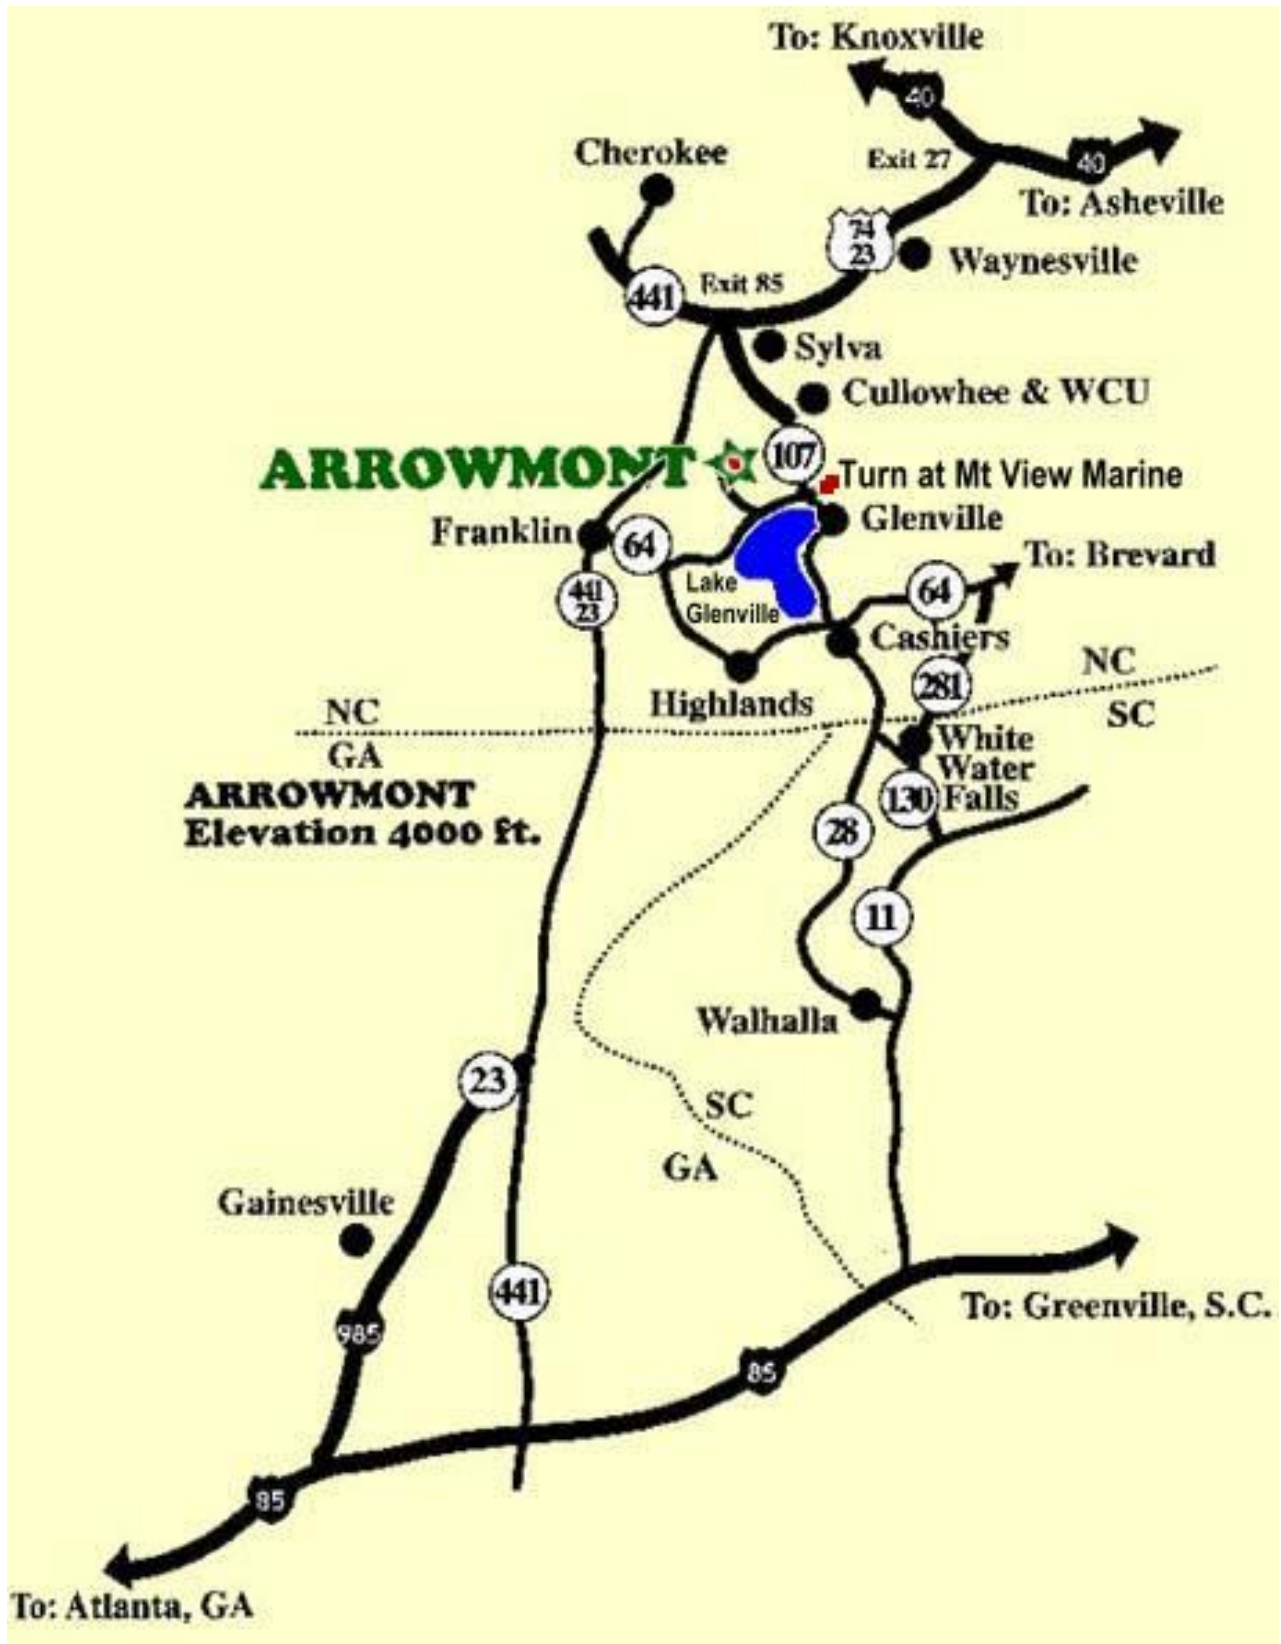 To: Knoxville
40
Cherokee
Exit 27
40
To: Asheville
74
23
Waynesville
441
Exit 85
Sylva
Cullowhee & WCU
ARROWMONT
107
Turn at Mt View Marine
Glenville
Franklin
64
To: Brevard
Lake
Glenville
441
23
64
Cashiers
281
NC
SC
Highlands
NC
GA
White
Water
Falls
130
ARROWMONT
Elevation 4000 ft.
28
11
Walhalla
23
SC
GA
Gainesville
441
To: Greenville, S.C.
985
85
85
To: Atlanta, GA